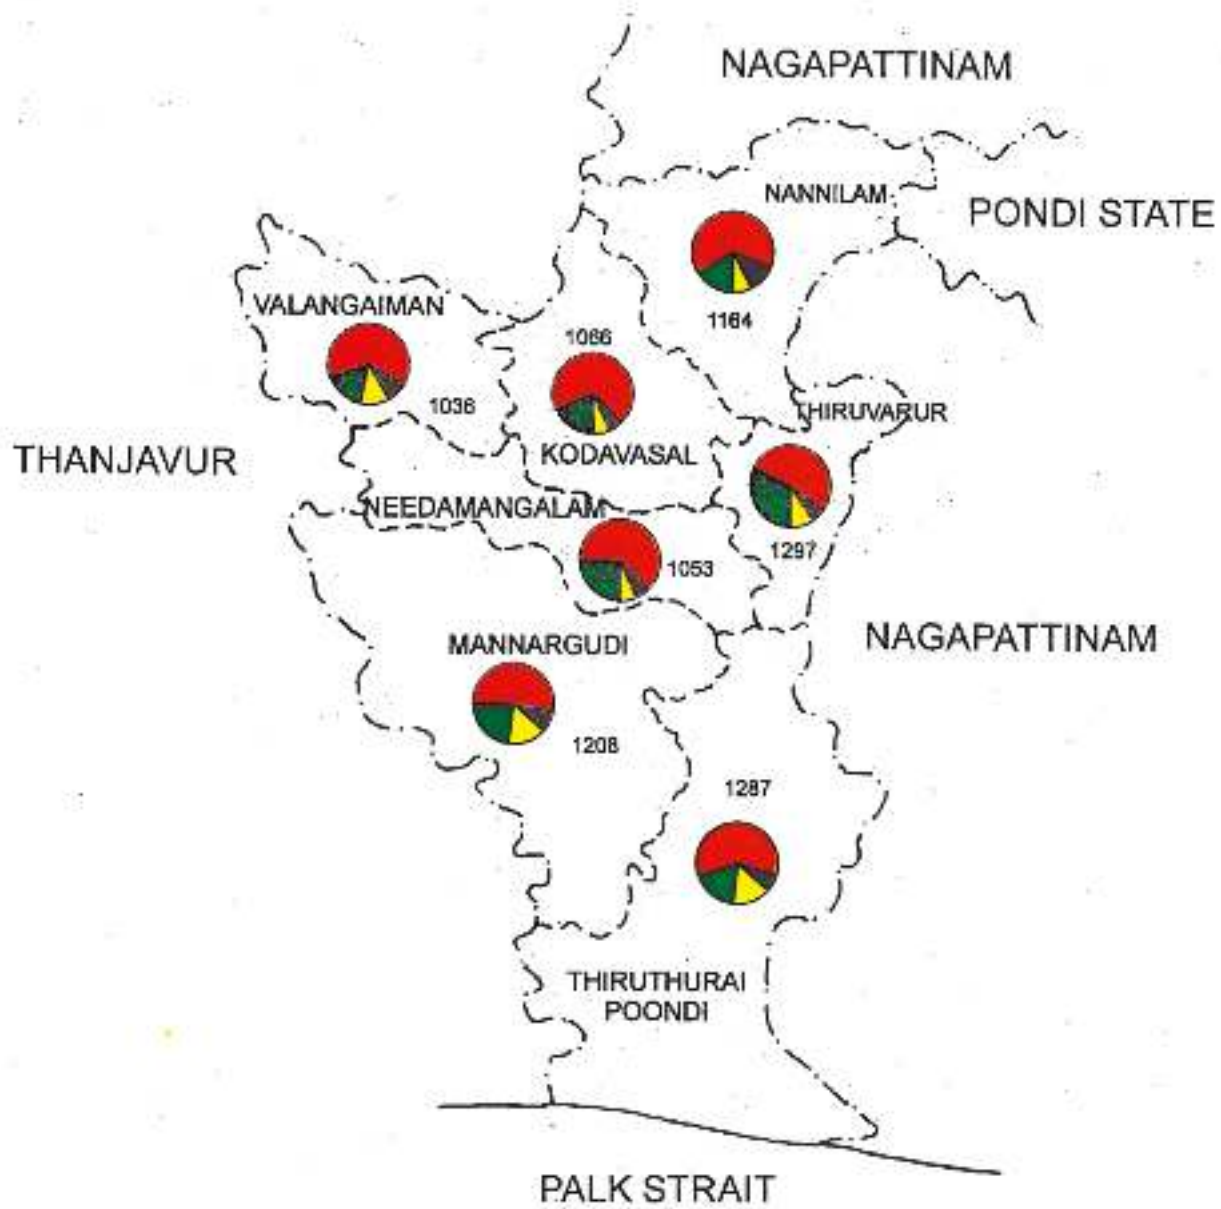 NAGAPATTINAM
NANNILAM
PONDI STATE
1164
VALANGAIMAN
1036
1066
KODAVASAL
THIRUVARUR
1297
THANJAVUR
NEEDAMANGALAM
1053
NAGAPATTINAM
MANNARGUDI
1208
1287
THIRUTHURAI
POONDI
PALK STRAIT